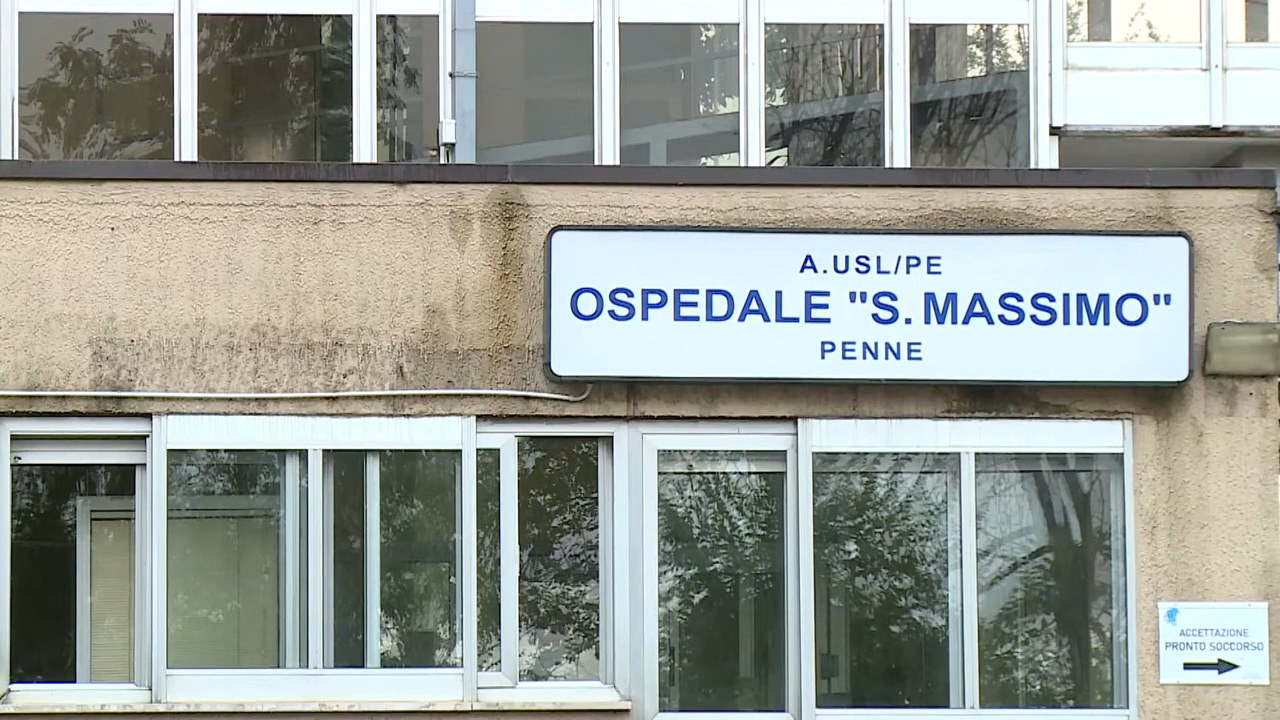 A.USL/PE
OSPEDALE "S. MASSIMO"
PENNE
ACCETTAZIONE
PRONTO SOCCORSO